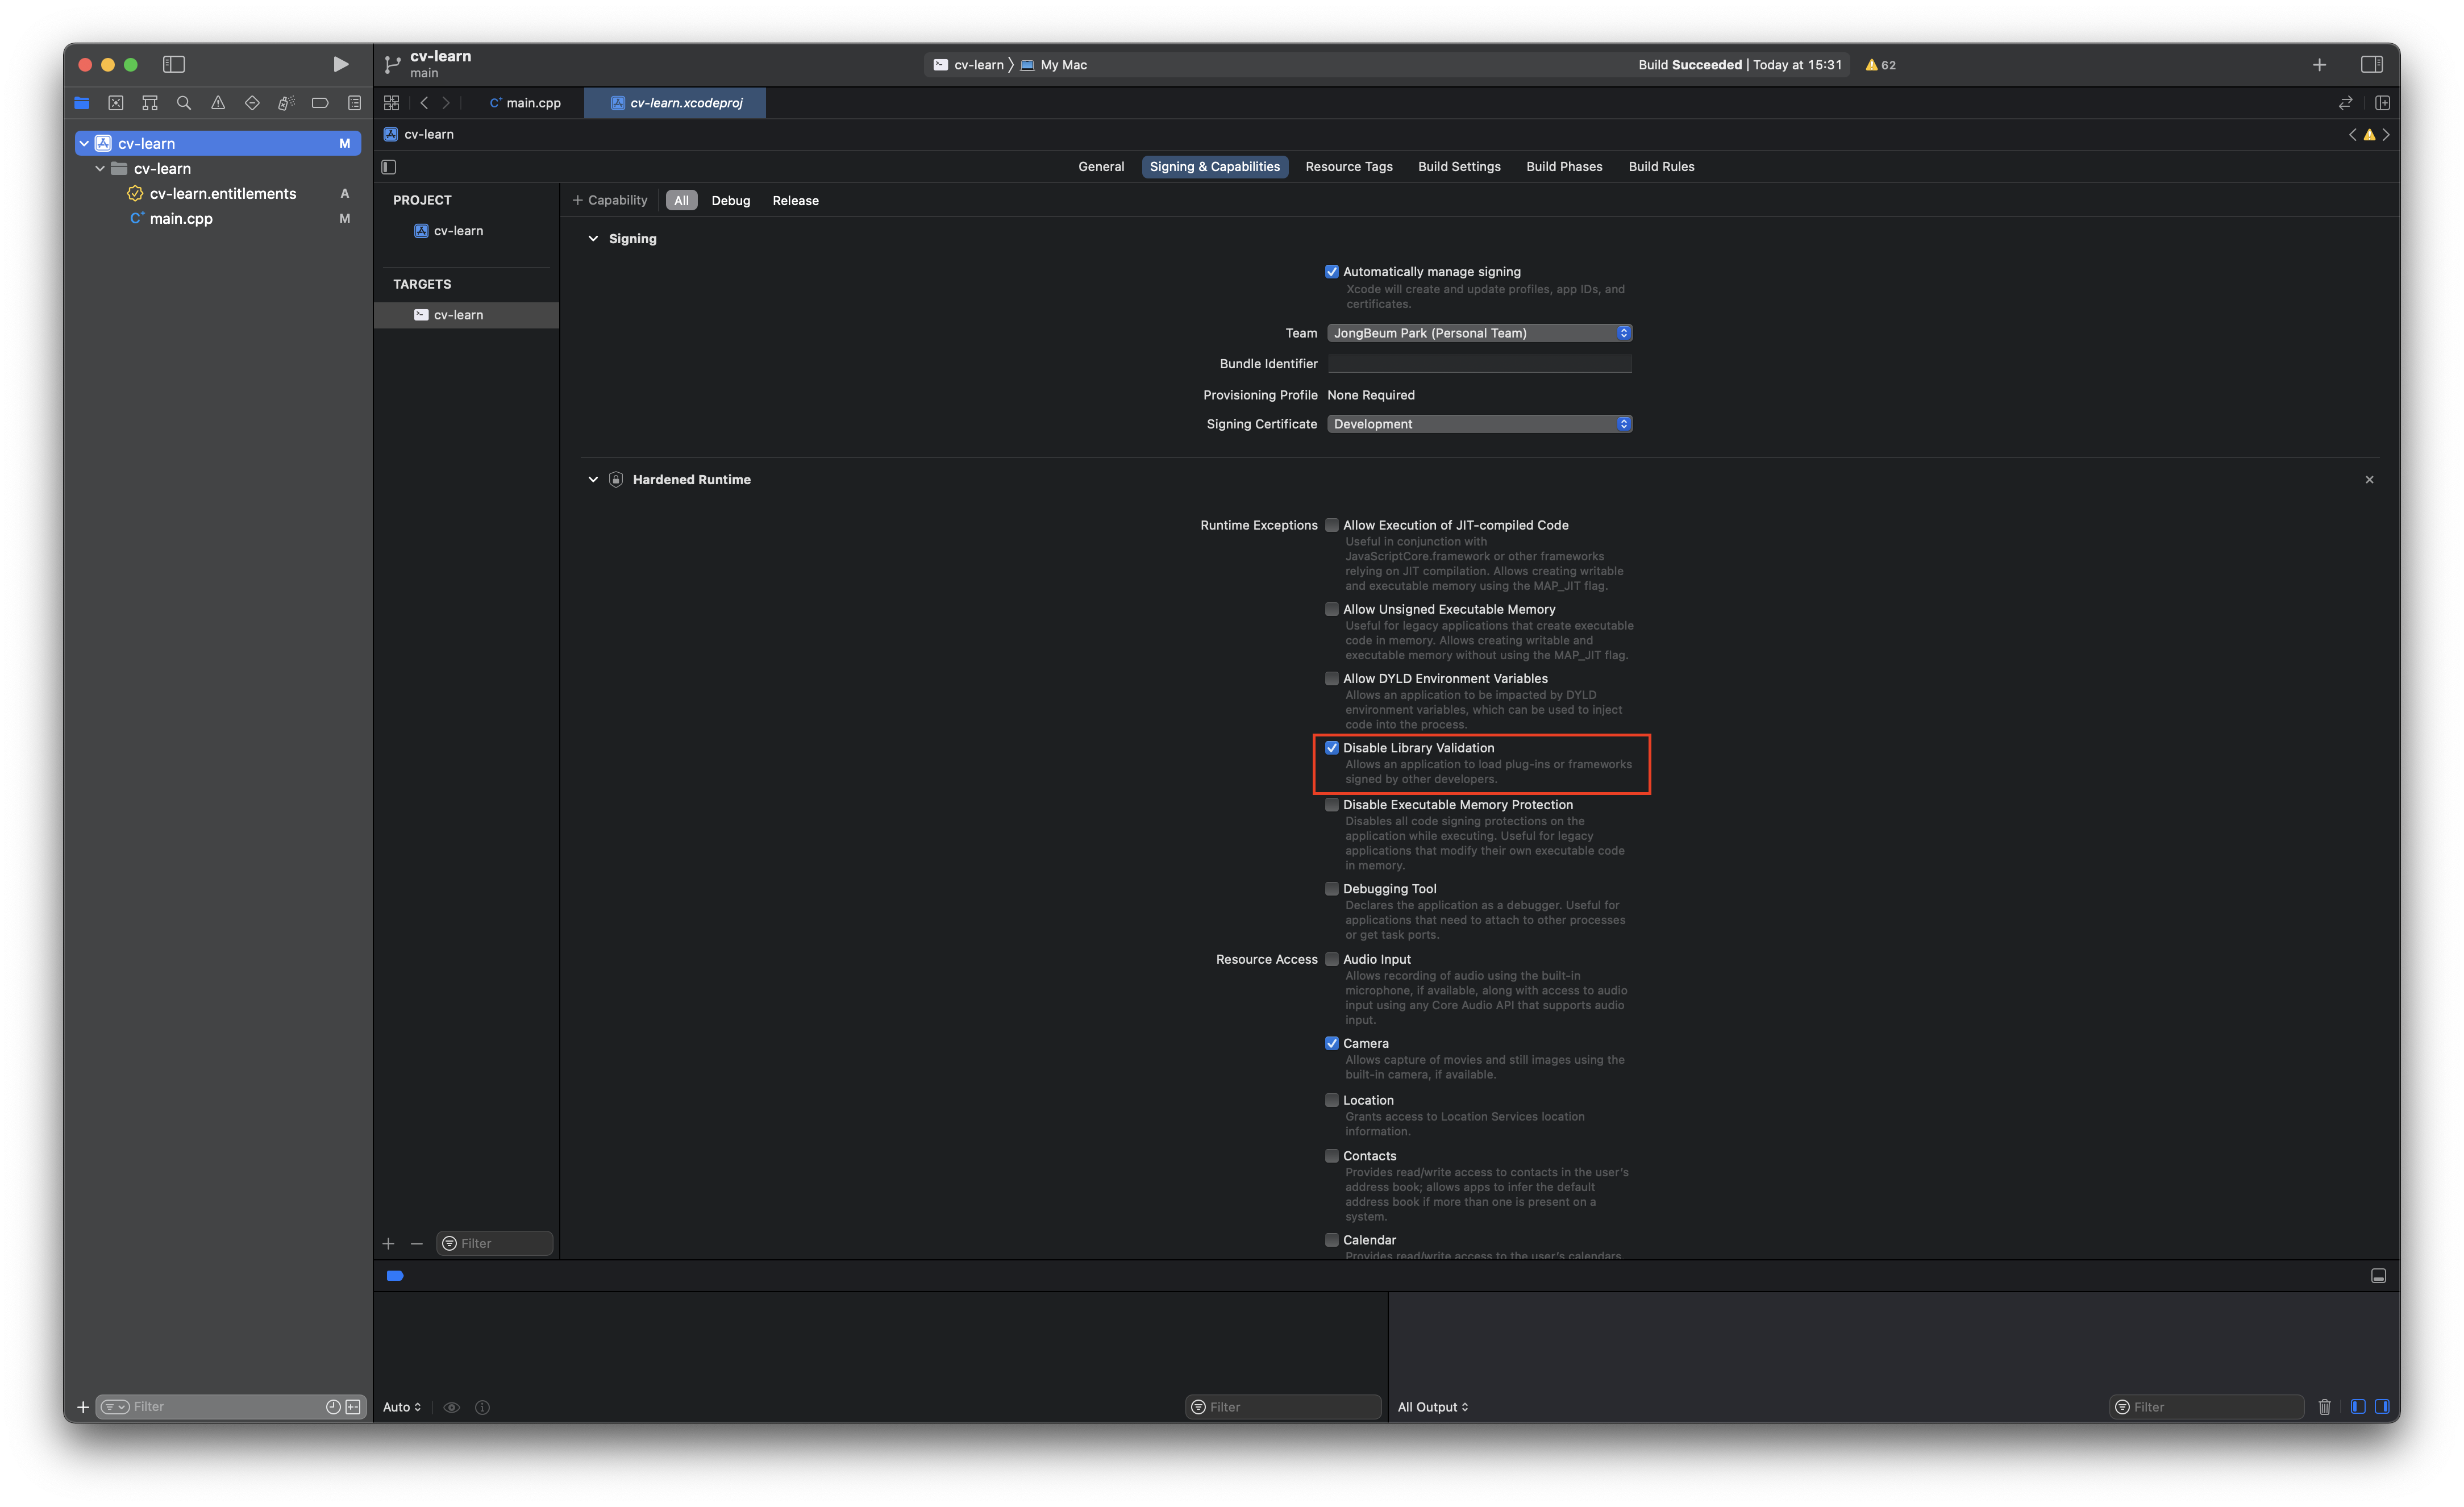 cv-learn
main
cv-learn 〉 My Mac
Build Succeeded | Today at 15:31
62
main.cpp
cv-learn.xcodeproj
cv-learn
M
cv-learn
cv-learn.entitlements
A
main.cpp
M
cv-learn
General
Signing & Capabilities
Resource Tags
Build Settings
Build Phases
Build Rules
PROJECT
cv-learn
TARGETS
cv-learn
+ Capability
All
Debug
Release
Signing
Automatically manage signing
Xcode will create and update profiles, app IDs, and
certificates.
Team
JongBeum Park (Personal Team)
Bundle Identifier
Provisioning Profile
None Required
Signing Certificate
Development
Hardened Runtime
Runtime Exceptions
Allow Execution of JIT-compiled Code
Useful in conjunction with
JavaScriptCore.framework or other frameworks
relying on JIT compilation. Allows creating writable
and executable memory using the MAP_JIT flag.
Allow Unsigned Executable Memory
Useful for legacy applications that create executable
code in memory. Allows creating writable and
executable memory without using the MAP_JIT flag.
Allow DYLD Environment Variables
Allows an application to be impacted by DYLD
environment variables, which can be used to inject
code into the process.
Disable Library Validation
Allows an application to load plug-ins or frameworks
signed by other developers.
Disable Executable Memory Protection
Disables all code signing protections on the
application while executing. Useful for legacy
applications that modify their own executable code
in memory.
Debugging Tool
Declares the application as a debugger. Useful for
applications that need to attach to other processes
or get task ports.
Resource Access
Audio Input
Allows recording of audio using the built-in
microphone, if available, along with access to audio
input using any Core Audio API that supports audio
input.
Camera
Allows capture of movies and still images using the
built-in camera, if available.
Location
Grants access to Location Services location
information.
Contacts
Provides read/write access to contacts in the user's
address book; allows apps to infer the default
address book if more than one is present on a
system.
Calendar
Provides read/write access to the user's calendars.
Filter
Filter
Auto
Filter
All Output
Filter